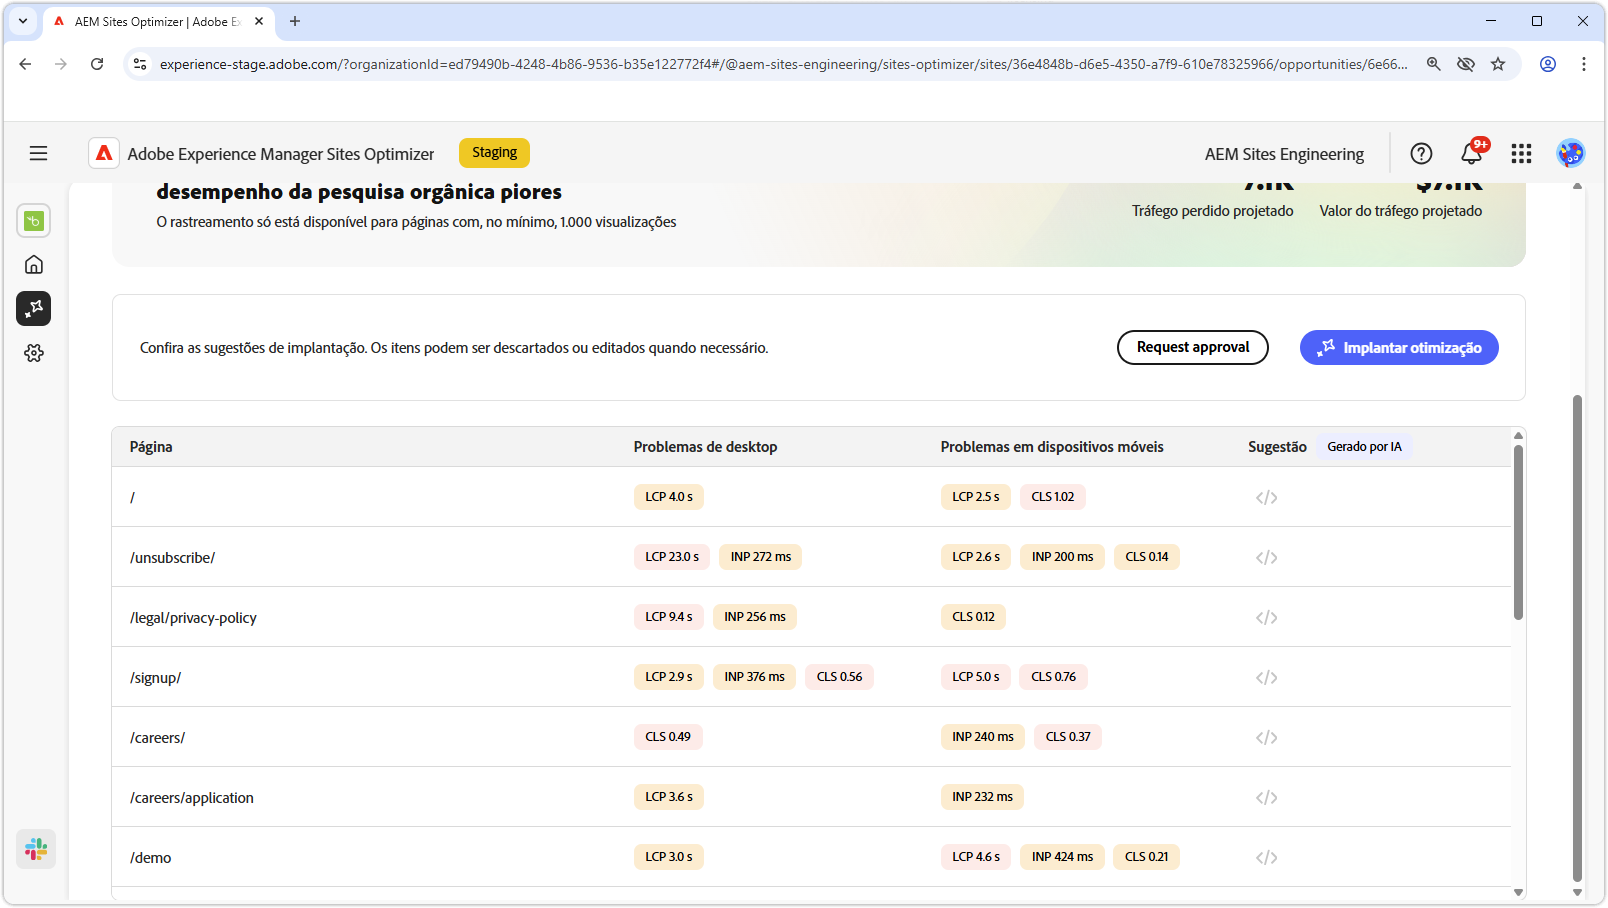 AEM Sites Optimizer | Adobe Ex
experience-stage.adobe.com/?organizationId=ed79490b-4248-4b86-9536-b35e122772f4#/@aem-sites-engineering/sites-optimizer/sites/36e4848b-d6e5-4350-a7f9-610e78325966/opportunities/6e66...
Adobe Experience Manager Sites Optimizer
Staging
AEM Sites Engineering
9+
desempenho da pesquisa orgânica piores
O rastreamento só está disponível para páginas com, no mínimo, 1.000 visualizações
7.1K
Tráfego perdido projetado
$7.1K
Valor do tráfego projetado
Confira as sugestões de implantação. Os itens podem ser descartados ou editados quando necessário.
Request approval
Implantar otimização
Página Problemas de desktop Problemas em dispositivos móveis Sugestão Gerado por IA
/ LCP 4.0 s LCP 2.5 s CLS 1.02 </>
/unsubscribe/ LCP 23.0 s INP 272 ms LCP 2.6 s INP 200 ms CLS 0.14 </>
/legal/privacy-policy LCP 9.4 s INP 256 ms CLS 0.12 </>
/signup/ LCP 2.9 s INP 376 ms CLS 0.56 LCP 5.0 s CLS 0.76 </>
/careers/ CLS 0.49 INP 240 ms CLS 0.37 </>
/careers/application LCP 3.6 s INP 232 ms </>
/demo LCP 3.0 s LCP 4.6 s INP 424 ms CLS 0.21 </>